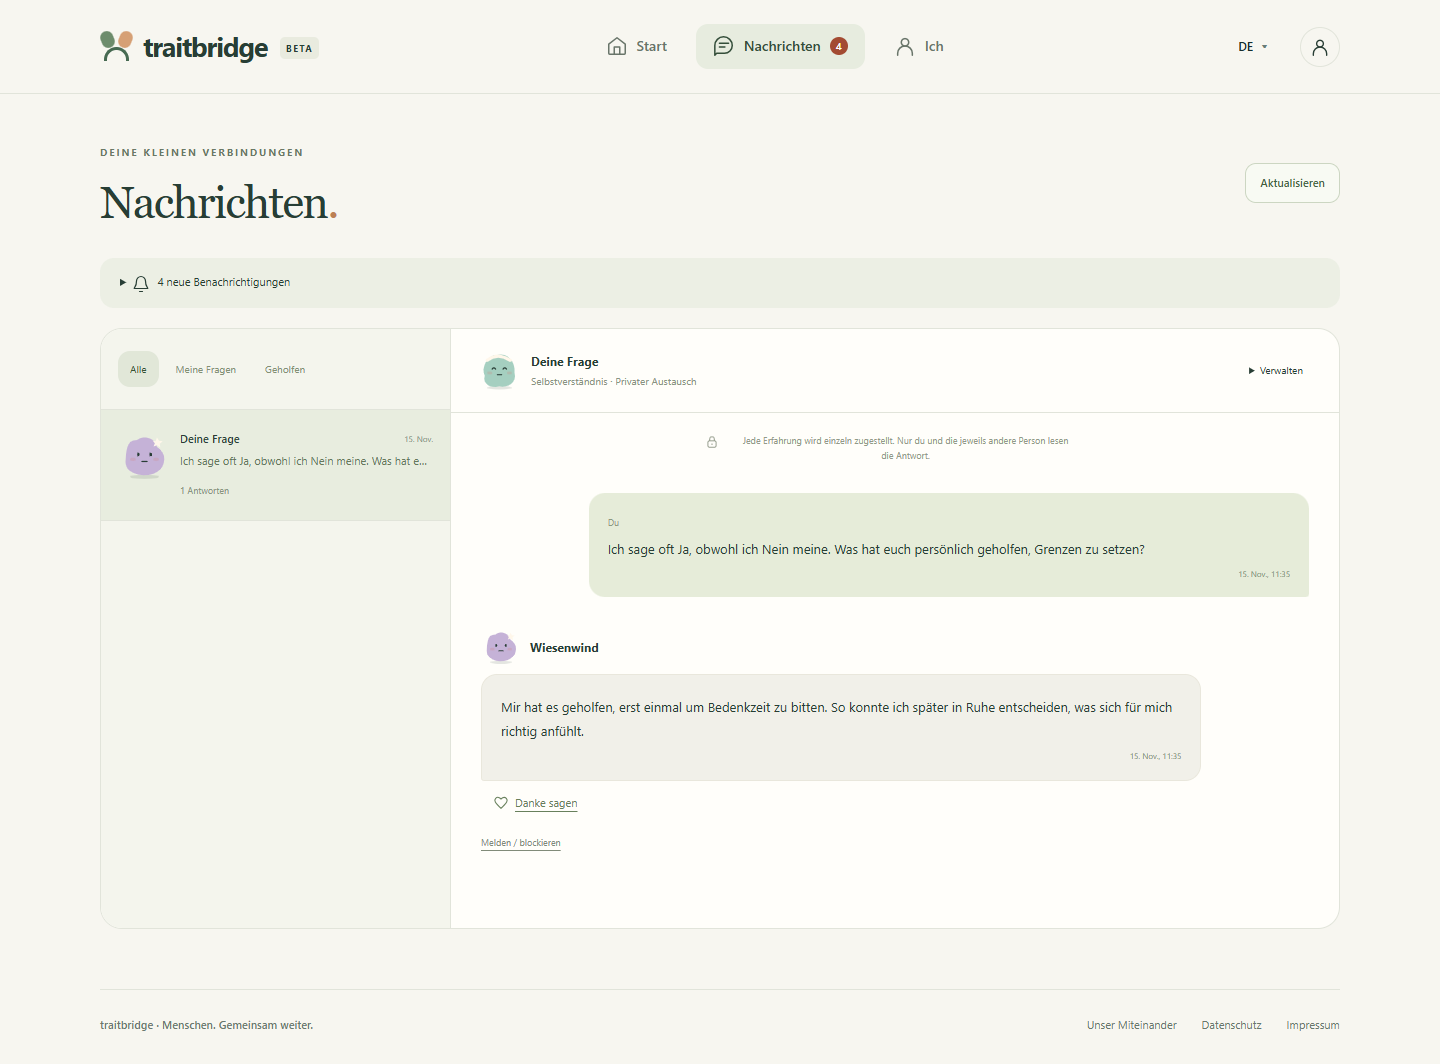 traitbridge BETA
Start
Nachrichten 4
Ich
DE
DEINE KLEINEN VERBINDUNGEN
Nachrichten.
Aktualisieren
4 neue Benachrichtigungen
Alle
Meine Fragen
Geholfen
Deine Frage
15. Nov.
Ich sage oft Ja, obwohl ich Nein meine. Was hat e...
1 Antworten
Deine Frage
Selbstverständnis · Privater Austausch
Verwalten
Jede Erfahrung wird einzeln zugestellt. Nur du und die jeweils andere Person lesen
die Antwort.
Du
Ich sage oft Ja, obwohl ich Nein meine. Was hat euch persönlich geholfen, Grenzen zu setzen?
15. Nov., 11:35
Wiesenwind
Mir hat es geholfen, erst einmal um Bedenkzeit zu bitten. So konnte ich später in Ruhe entscheiden, was sich für mich
richtig anfühlt.
15. Nov., 11:35
Danke sagen
Melden / blockieren
traitbridge · Menschen. Gemeinsam weiter.
Unser Miteinander
Datenschutz
Impressum